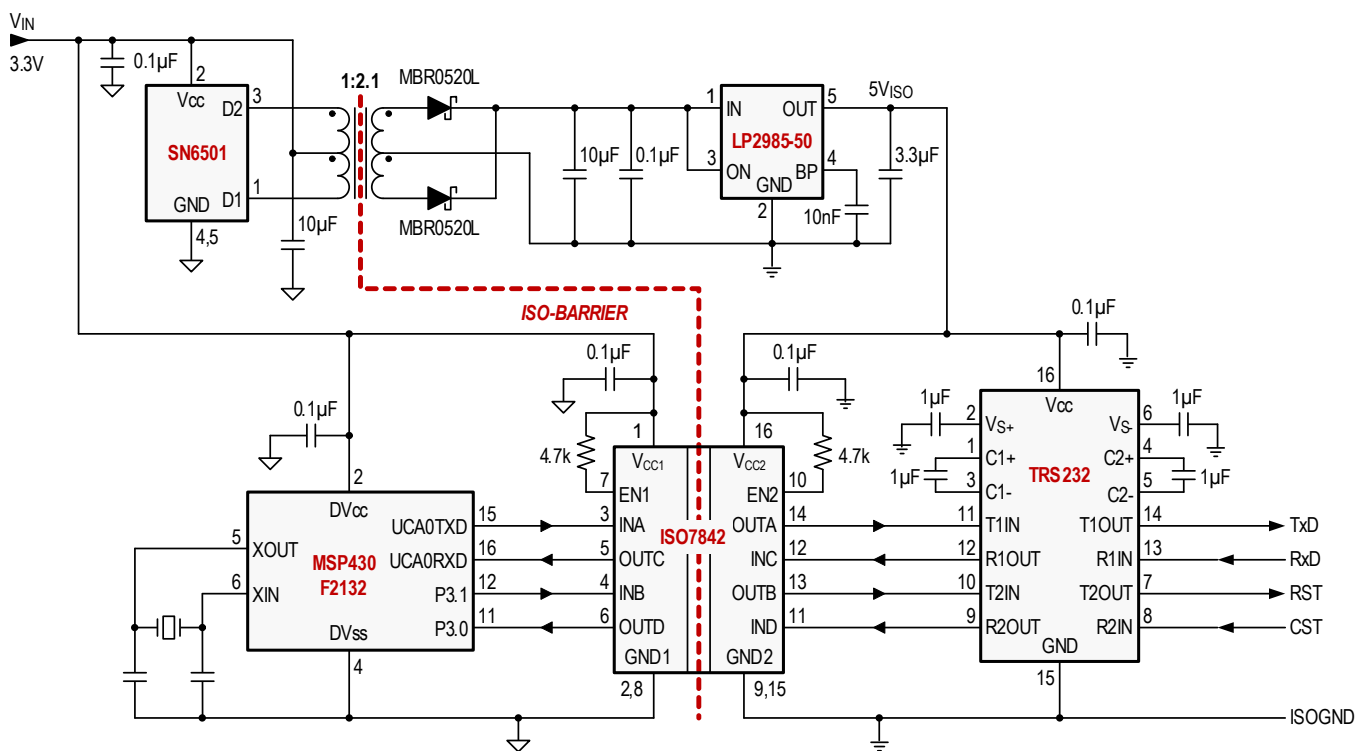 VIN
3.3V
0.1µF
2
Vcc
D2
3
SN6501
D1
1
GND
4,5
10µF
1:2.1
MBR0520L
MBR0520L
10µF
0.1µF
1
IN
OUT
5
LP2985-50
3
ON
BP
4
GND
2
10nF
5VISO
3.3µF
ISO-BARRIER
0.1µF
2
DVcc
UCA0TXD
15
5
XOUT
MSP430
F2132
UCA0RXD
16
6
XIN
P3.1
12
P3.0
11
DVss
4
0.1µF
4.7k
1
VCC1
7
EN1
3
INA
5
OUTC
4
INB
6
OUTD
GND1
2,8
ISO7842
0.1µF
4.7k
16
VCC2
EN2
10
OUTA
14
INC
12
OUTB
13
IND
11
GND2
9,15
0.1µF
16
Vcc
1µF
2
VS+
VS-
6
1µF
1
C1+
C2+
4
1µF
TRS232
1µF
3
C1-
C2-
5
11
T1IN
T1OUT
14
TxD
12
R1OUT
R1IN
13
RxD
10
T2IN
T2OUT
7
RST
9
R2OUT
R2IN
8
CST
GND
15
ISOGND